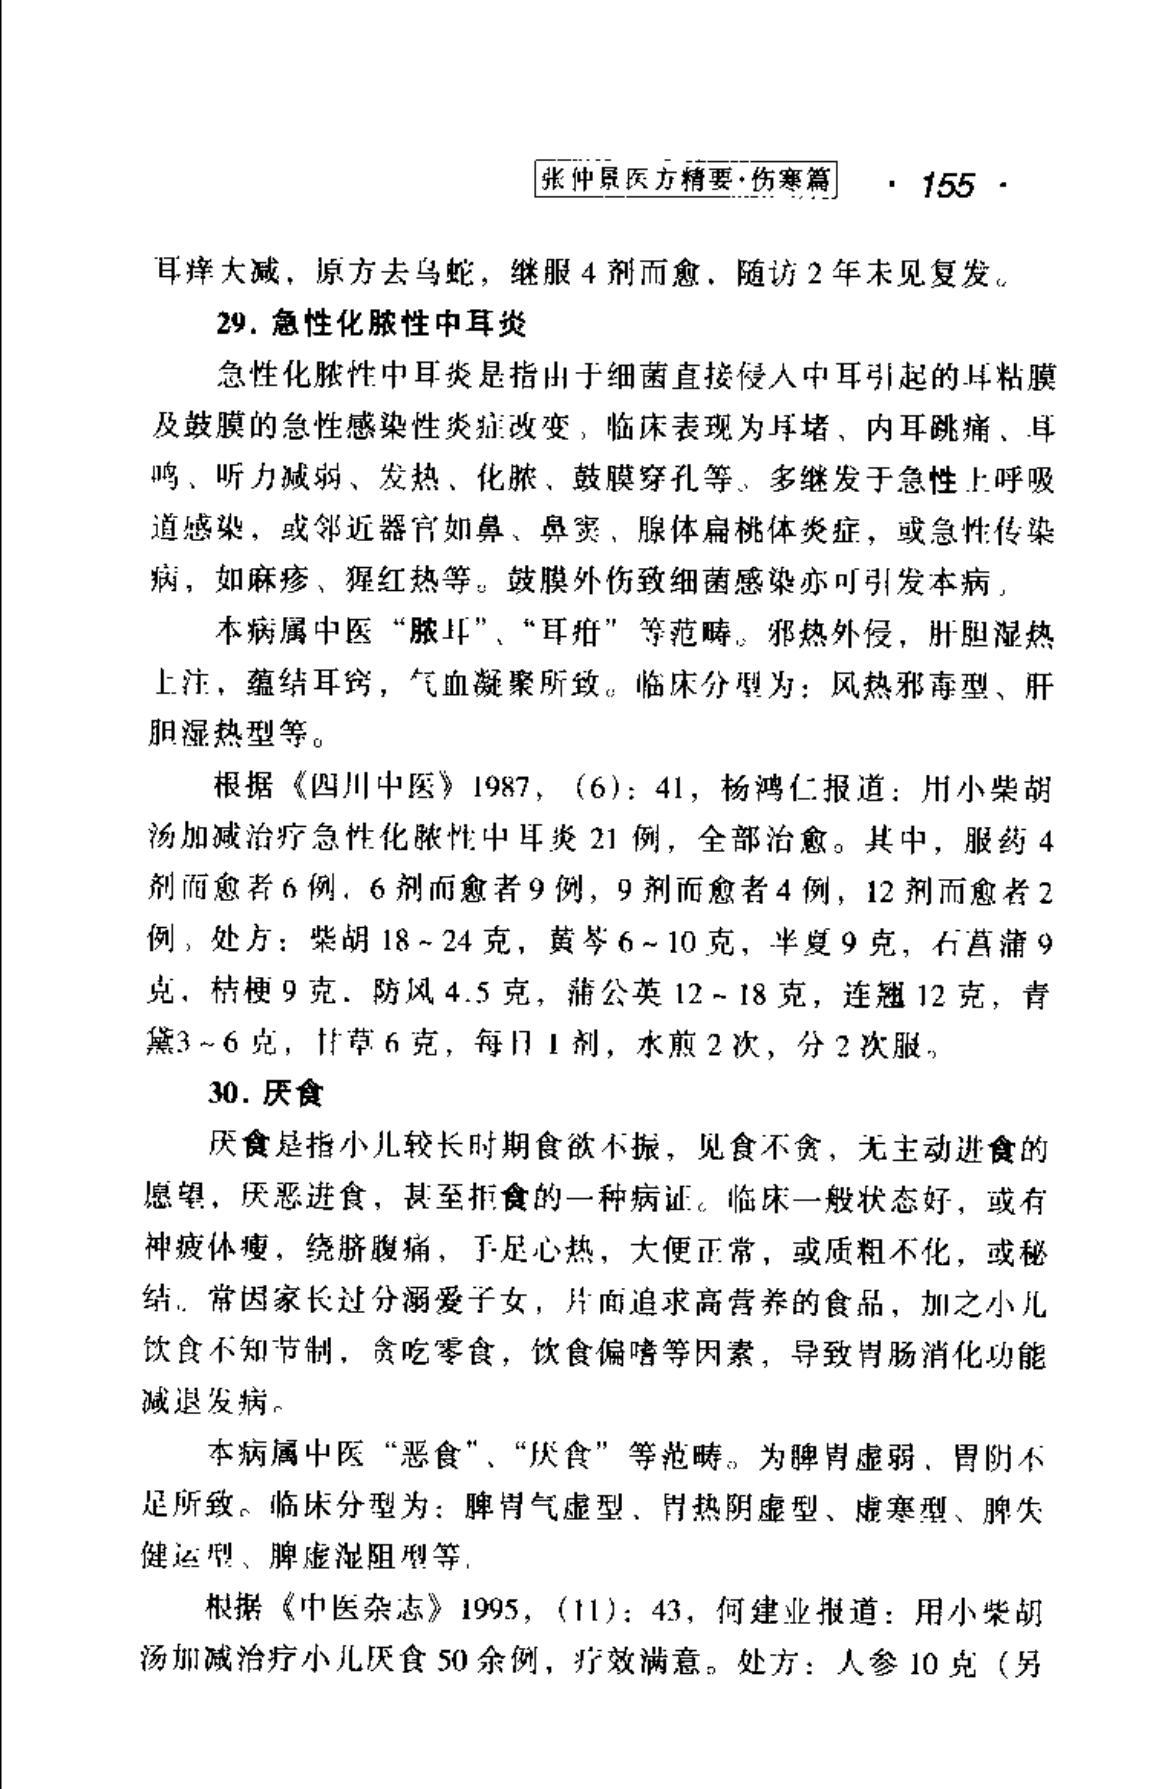 张仲景医方精要·伤寒篇 · 155 ·
耳痒大减，原方去乌蛇，继服 4 剂而愈．随访 2 年未见复发。
29. 急性化脓性中耳炎
急性化脓性中耳炎是指由于细菌直接侵入中耳引起的耳粘膜
及鼓膜的急性感染性炎症改变。临床表现为耳堵、内耳跳痛、耳
鸣、听力减弱、发热、化脓、鼓膜穿孔等。多继发于急性上呼吸
道感染，或邻近器官如鼻、鼻窦、腺体扁桃体炎症，或急性传染
病，如麻疹、猩红热等。鼓膜外伤致细菌感染亦可引发本病。
本病属中医“脓耳”、“耳疳”等范畴。邪热外侵，肝胆湿热
上注，蕴结耳窍，气血凝聚所致。临床分型为：风热邪毒型、肝
胆湿热型等。
根据《四川中医》1987，（6）：41，杨鸿仁报道：用小柴胡
汤加减治疗急性化脓性中耳炎 21 例，全部治愈。其中，服药 4
剂而愈者 6 例，6 剂而愈者 9 例，9 剂而愈者 4 例，12 剂而愈者 2
例。处方：柴胡 18～24 克，黄芩 6～10 克，半夏 9 克，石菖蒲 9
克，桔梗 9 克．防风 4.5 克，蒲公英 12～18 克，连翘 12 克，青
黛3～6 克，甘草 6 克，每日 1 剂，水煎 2 次，分 2 次服。
30. 厌食
厌食是指小儿较长时期食欲不振，见食不贪，无主动进食的
愿望，厌恶进食，甚至拒食的一种病证。临床一般状态好，或有
神疲体瘦，绕脐腹痛，手足心热，大便正常，或质粗不化，或秘
结。常因家长过分溺爱子女，片面追求高营养的食品，加之小儿
饮食不知节制，贪吃零食，饮食偏嗜等因素，导致胃肠消化功能
减退发病。
本病属中医“恶食”、“厌食”等范畴。为脾胃虚弱、胃阴不
足所致。临床分型为：脾胃气虚型、胃热阴虚型、虚寒型、脾失
健运型、脾虚湿阻型等．
根据《中医杂志》1995，（11）：43，何建业报道：用小柴胡
汤加减治疗小儿厌食 50 余例，疗效满意。处方：人参 10 克（另